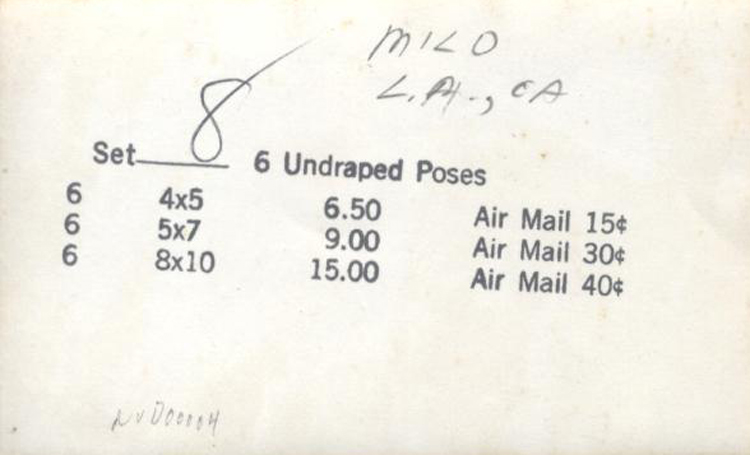 MILO
L.A., CA
Set 8 6 Undraped Poses
6 4x5 6.50 Air Mail 15¢
6 5x7 9.00 Air Mail 30¢
6 8x10 15.00 Air Mail 40¢